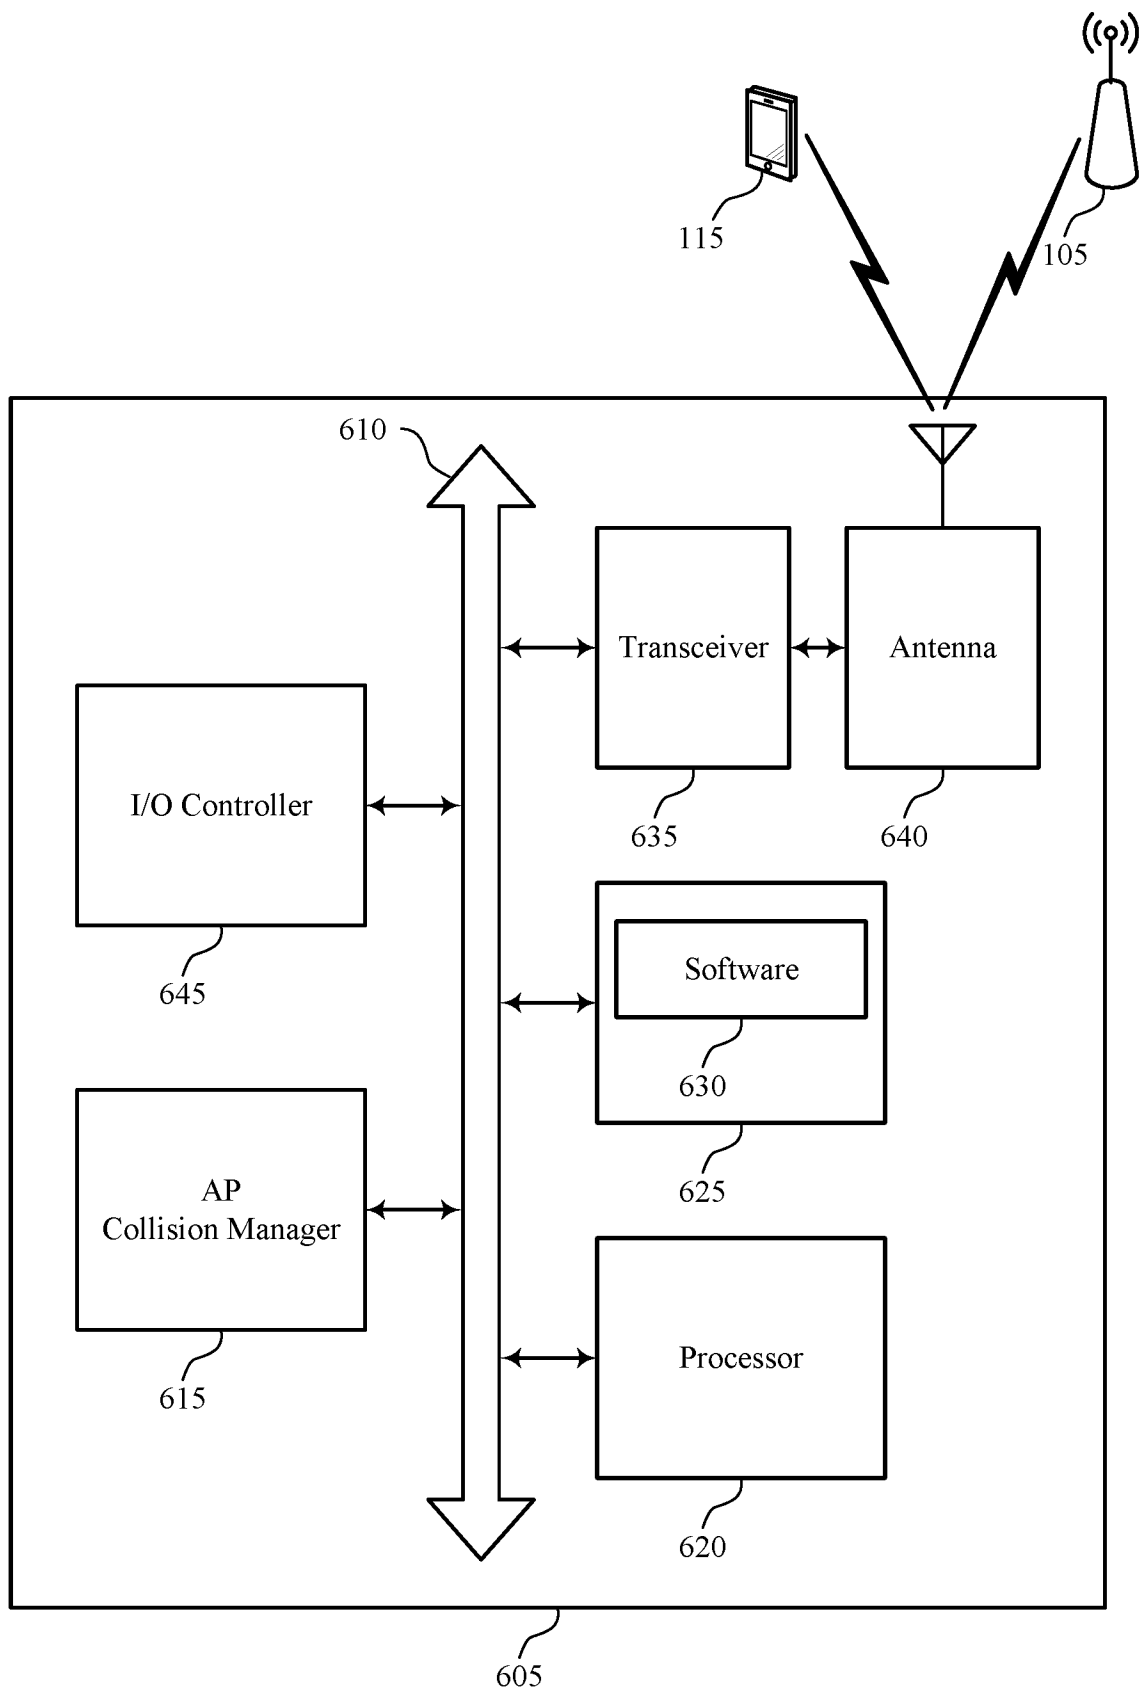 115
105
610
Transceiver
Antenna
635
640
I/O Controller
645
Software
630
625
AP
Collision Manager
615
Processor
620
605